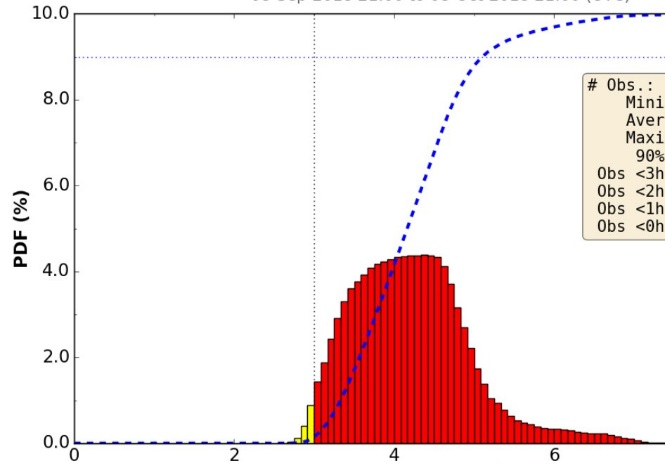 10.0
8.0
6.0
4.0
2.0
0.0
PDF (%)
0
2
4
6
# Obs.:
Mini
Aver
Maxi
90%
Obs <3h
Obs <2h
Obs <1h
Obs <0h